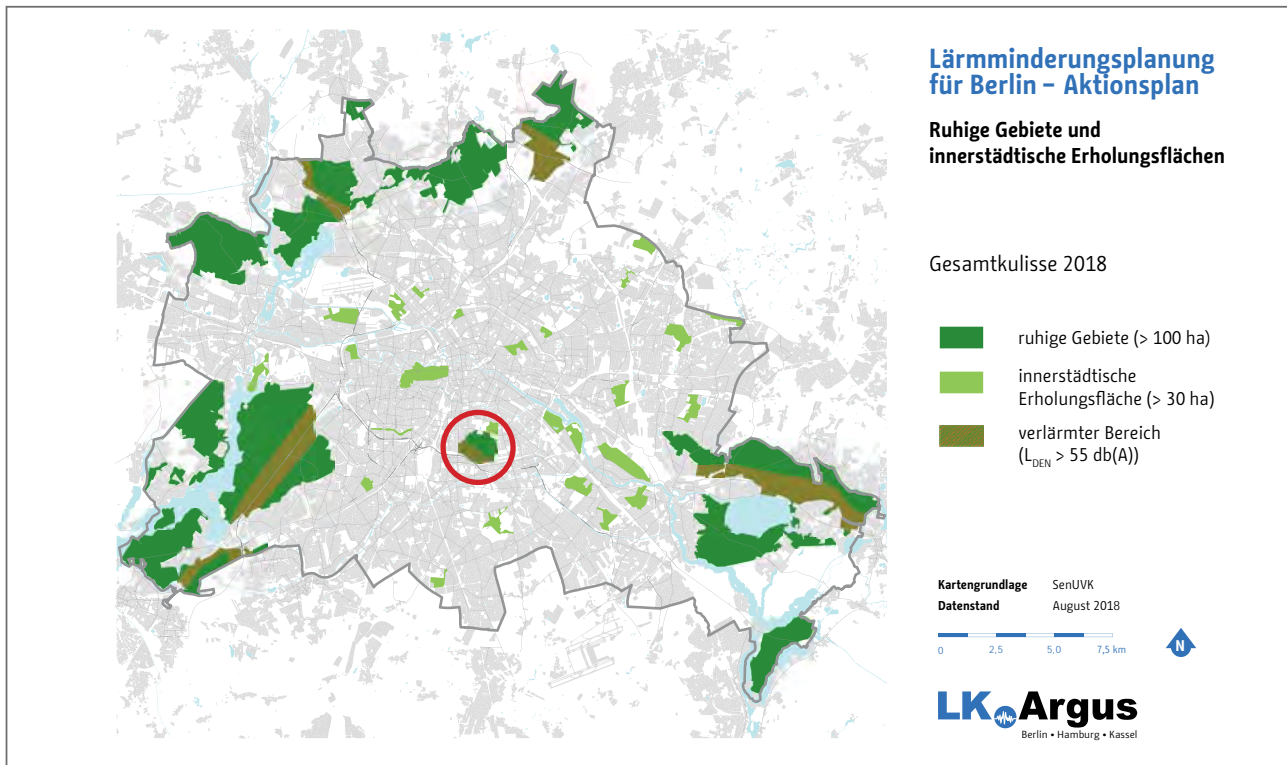 Lärmminderungsplanung
für Berlin – Aktionsplan
Ruhige Gebiete und
innerstädtische Erholungsflächen
Gesamtkulisse 2018
ruhige Gebiete (> 100 ha)
innerstädtische
Erholungsfläche (> 30 ha)
verlärmter Bereich
(L_DEN > 55 db(A))
Kartengrundlage SenUVK
Datenstand August 2018
0 2,5 5,0 7,5 km
N
LK Argus
Berlin • Hamburg • Kassel